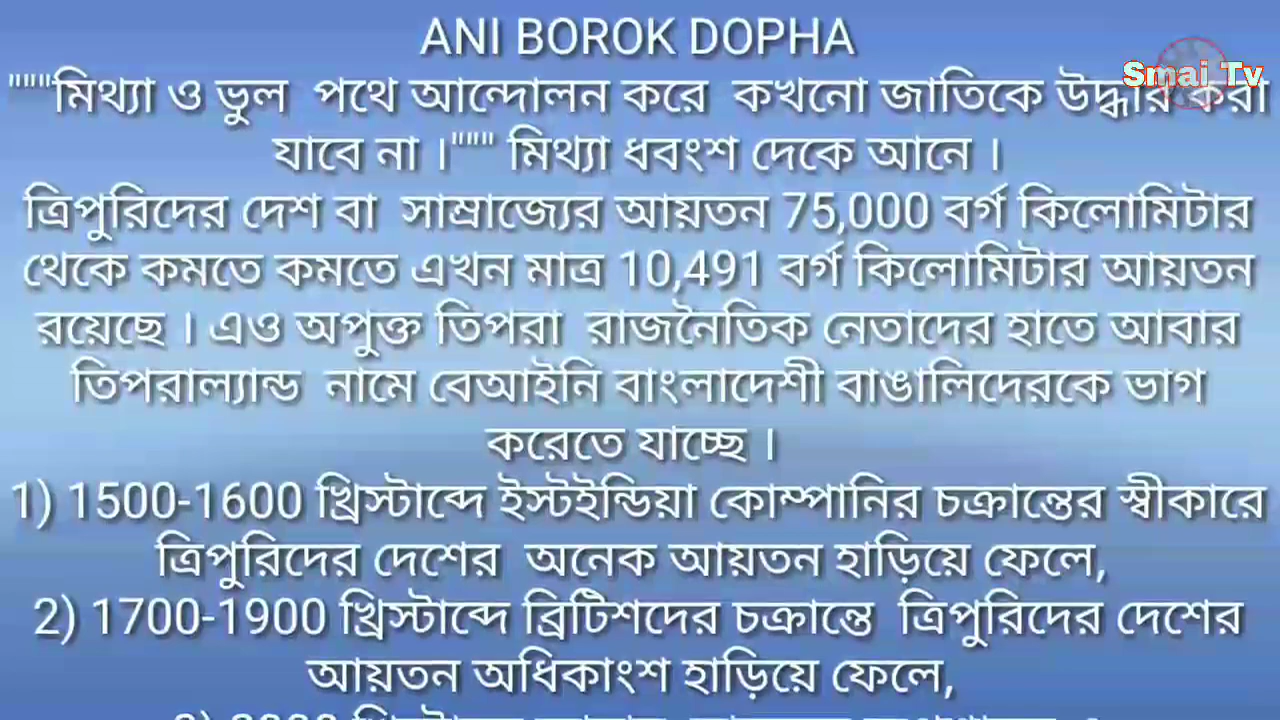 ANI BOROK DOPHA
Smai Tv
"""মিথ্যা ও ভুল পথে আন্দোলন করে কখনো জাতিকে উদ্ধার করা
যাবে না ।""" মিথ্যা ধবংশ দেকে আনে ।
ত্রিপুরিদের দেশ বা সাম্রাজ্যের আয়তন 75,000 বর্গ কিলোমিটার
থেকে কমতে কমতে এখন মাত্র 10,491 বর্গ কিলোমিটার আয়তন
রয়েছে । এও অপুক্ত তিপরা রাজনৈতিক নেতাদের হাতে আবার
তিপরাল্যান্ড নামে বেআইনি বাংলাদেশী বাঙালিদেরকে ভাগ
করেতে যাচ্ছে ।
1) 1500-1600 খ্রিস্টাব্দে ইস্টইন্ডিয়া কোম্পানির চক্রান্তের স্বীকারে
ত্রিপুরিদের দেশের অনেক আয়তন হাড়িয়ে ফেলে,
2) 1700-1900 খ্রিস্টাব্দে ব্রিটিশদের চক্রান্তে ত্রিপুরিদের দেশের
আয়তন অধিকাংশ হাড়িয়ে ফেলে,